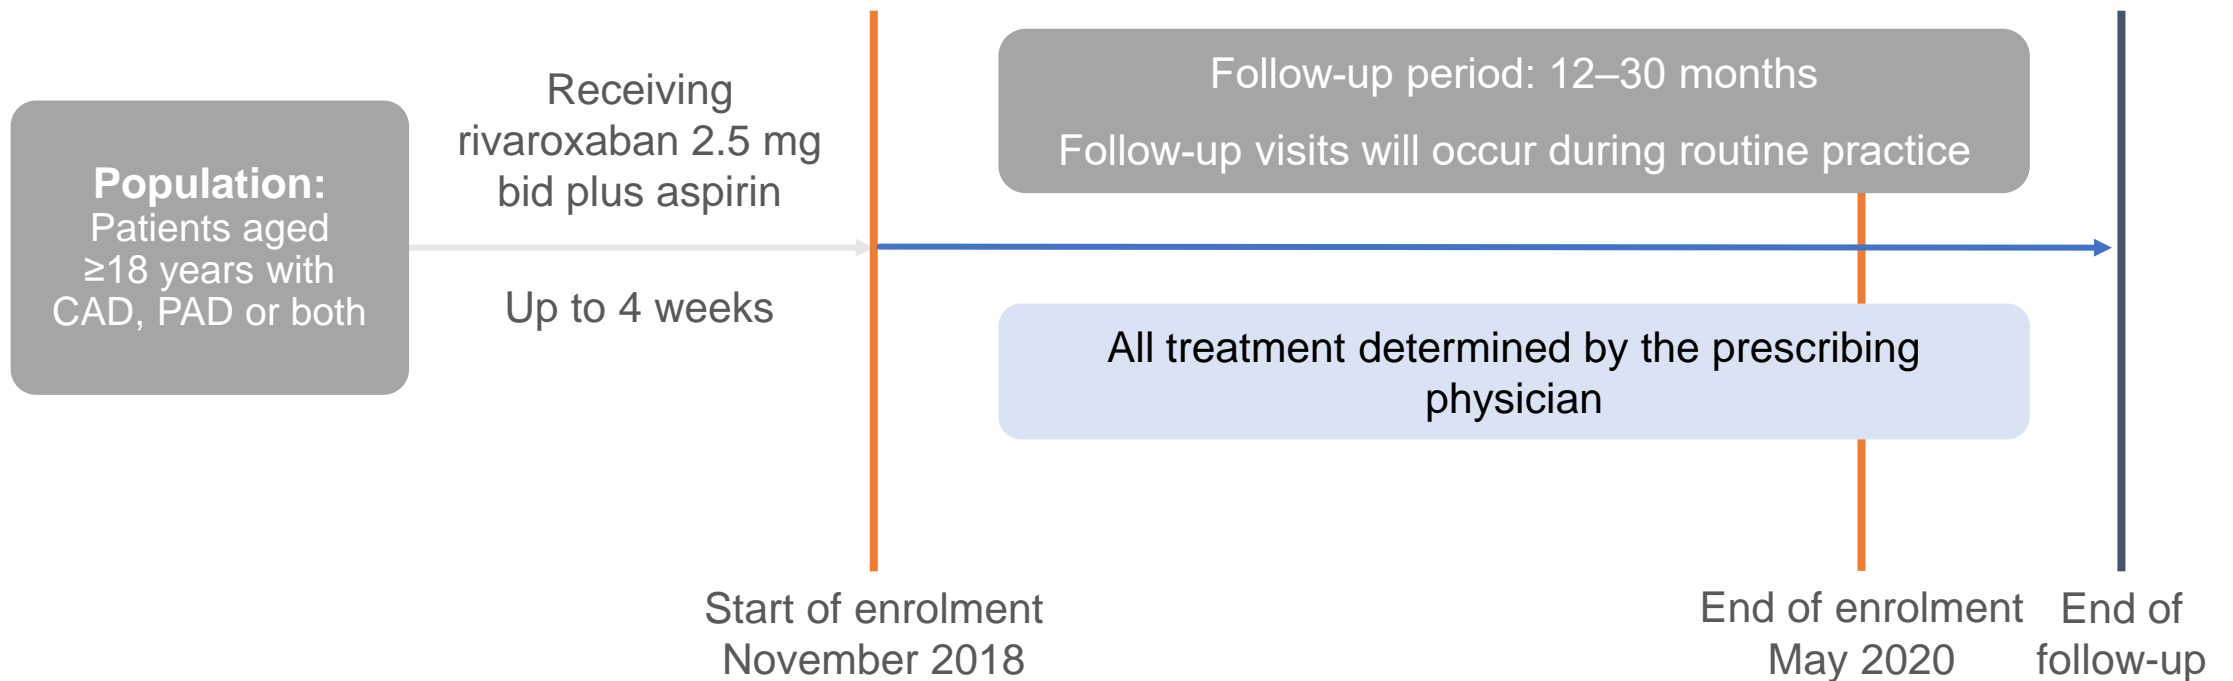 Population:
Patients aged
≥18 years with
CAD, PAD or both
Receiving
rivaroxaban 2.5 mg
bid plus aspirin
Up to 4 weeks
Follow-up period: 12–30 months
Follow-up visits will occur during routine practice
All treatment determined by the prescribing
physician
Start of enrolment
November 2018
End of enrolment
May 2020
End of
follow-up